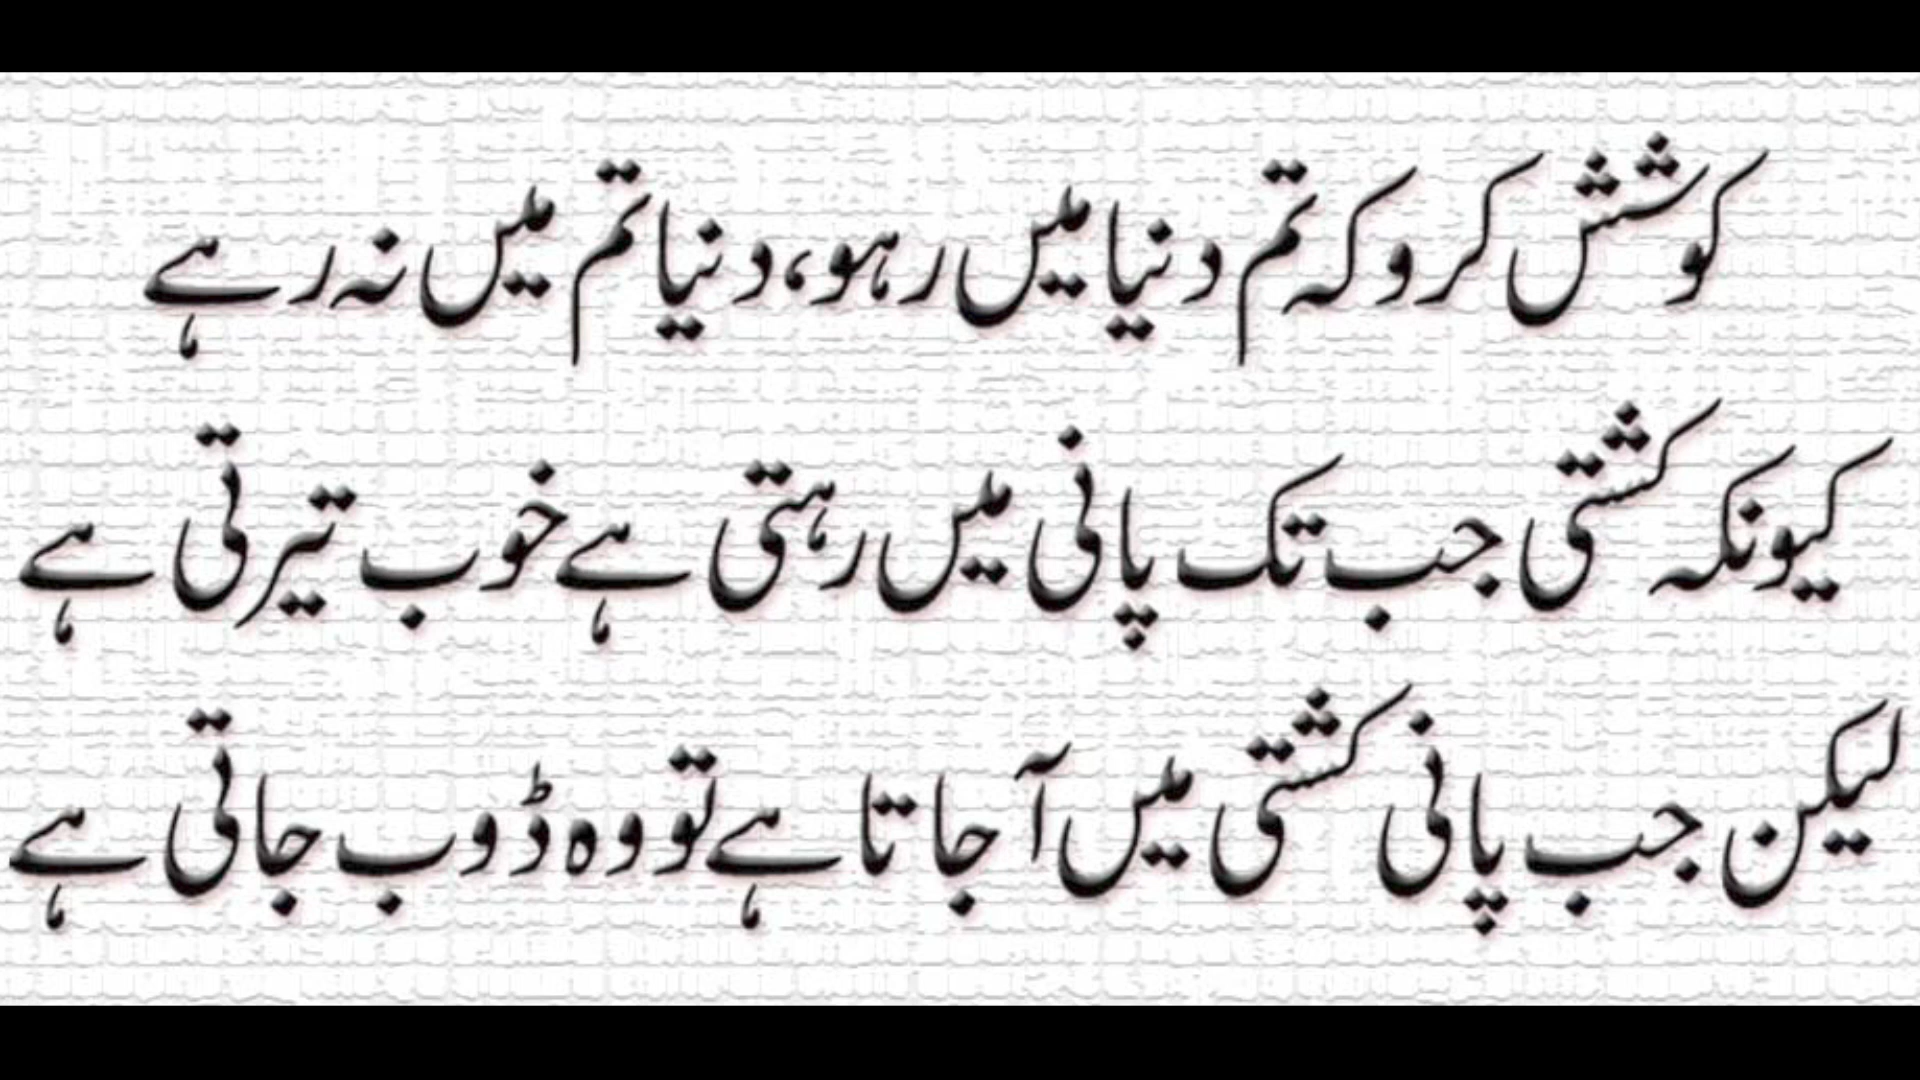 کوشش کرو کہ تم دنیا میں رہو، دنیا تم میں نہ رہے
کیونکہ کشتی جب تک پانی میں رہتی ہے خوب تیرتی ہے
لیکن جب پانی کشتی میں آ جاتا ہے تو وہ ڈوب جاتی ہے